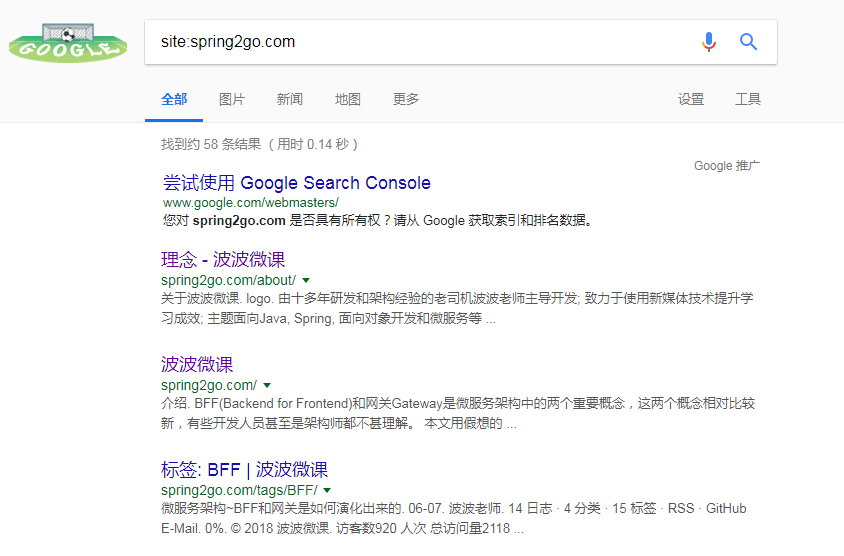 GOOGLE
site:spring2go.com
全部 图片 新闻 地图 更多 设置 工具
找到约 58 条结果 （用时 0.14 秒）
Google 推广
尝试使用 Google Search Console
www.google.com/webmasters/
您对 spring2go.com 是否具有所有权？请从 Google 获取索引和排名数据。
理念 - 波波微课
spring2go.com/about/
关于波波微课. logo. 由十多年研发和架构经验的老司机波波老师主导开发; 致力于使用新媒体技术提升学
习成效; 主题面向Java, Spring, 面向对象开发和微服务等 ...
波波微课
spring2go.com/
介绍. BFF(Backend for Frontend)和网关Gateway是微服务架构中的两个重要概念，这两个概念相对比较
新，有些开发人员甚至是架构师都不甚理解。 本文用假想的 ...
标签: BFF | 波波微课
spring2go.com/tags/BFF/
微服务架构~BFF和网关是如何演化出来的. 06-07. 波波老师. 14 日志 · 4 分类 · 15 标签 · RSS · GitHub
E-Mail. 0%. © 2018 波波微课. 访客数920 人次 总访问量2118 ...